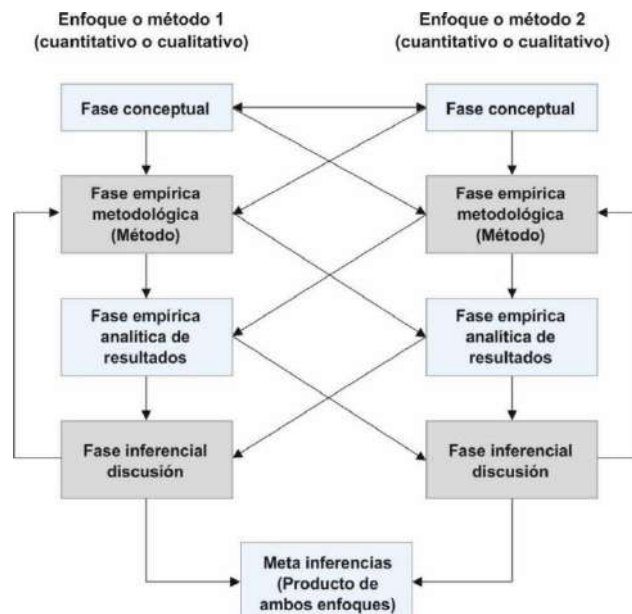 Enfoque o método 1
(cuantitativo o cualitativo)
Enfoque o método 2
(cuantitativo o cualitativo)
Fase conceptual
Fase conceptual
Fase empírica
metodológica
(Método)
Fase empírica
metodológica
(Método)
Fase empírica
analítica de
resultados
Fase empírica
analítica de
resultados
Fase inferencial
discusión
Fase inferencial
discusión
Meta inferencias
(Producto de
ambos enfoques)